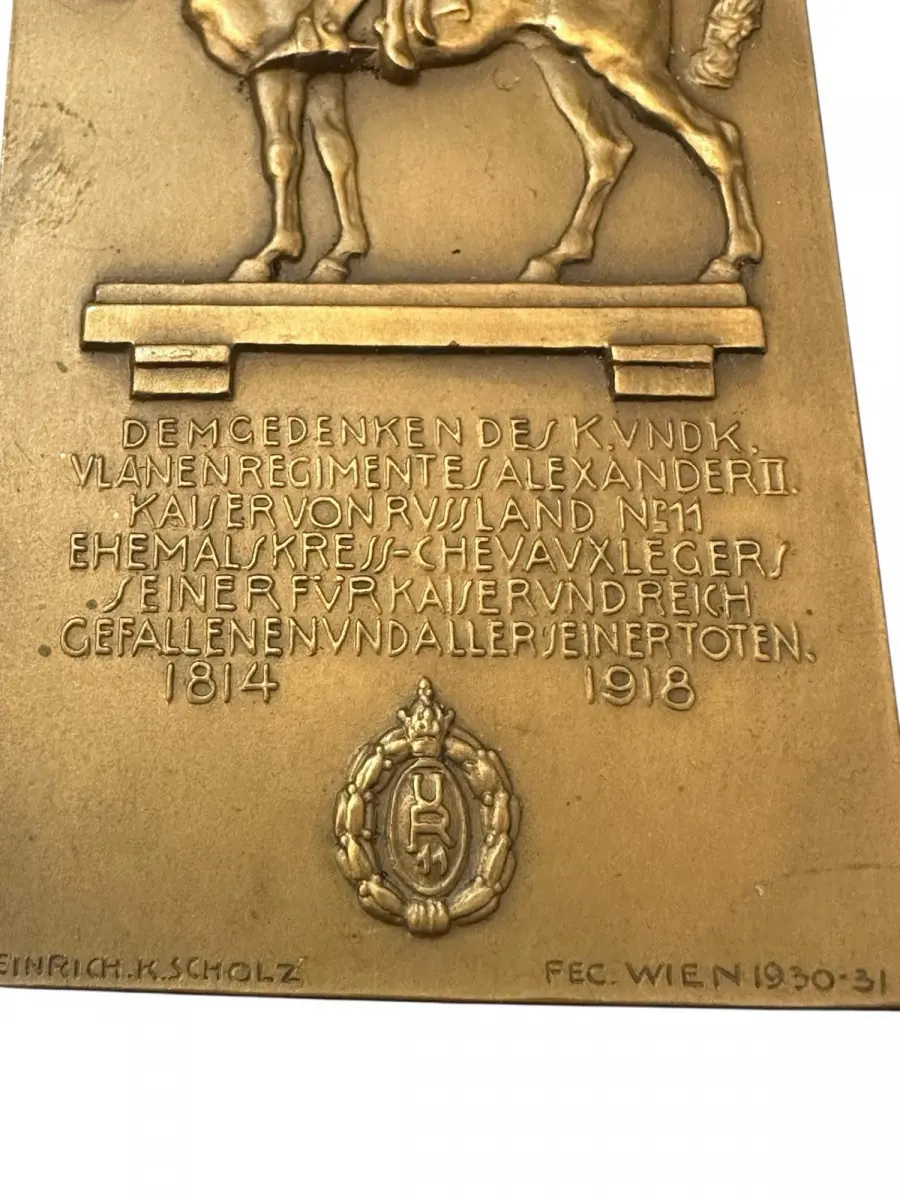 DEM GEDENKEN DES K. VND K.
VLANENREGIMENTES ALEXANDER II.
KAISER VON RVSSLAND Nr. 11
EHEMALS KRESS-CHEVAVXLEGERS
SEINER FÜR KAISER VND REICH
GEFALLENEN VND ALLER SEINER TOTEN.
1814 1918
UR
11
EINRICH.K.SCHOLZ FEC. WIEN 1930-31